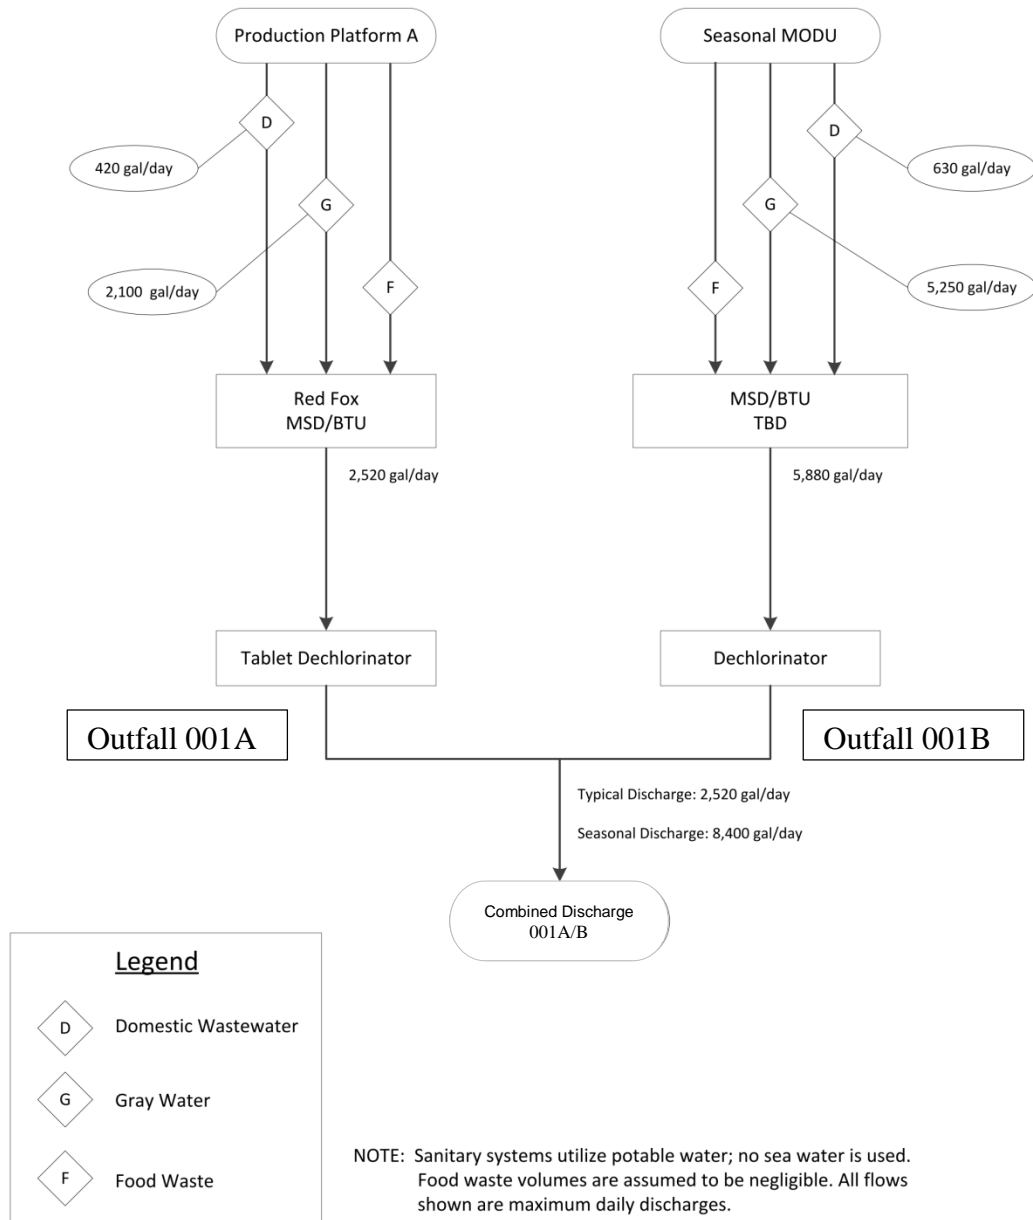 Production Platform A
Seasonal MODU
D
D
420 gal/day
630 gal/day
G
G
2,100 gal/day
5,250 gal/day
F
F
Red Fox
MSD/BTU
MSD/BTU
TBD
2,520 gal/day
5,880 gal/day
Tablet Dechlorinator
Dechlorinator
Outfall 001A
Outfall 001B
Typical Discharge: 2,520 gal/day
Seasonal Discharge: 8,400 gal/day
Combined Discharge
001A/B
Legend
D Domestic Wastewater
G Gray Water
F Food Waste
NOTE: Sanitary systems utilize potable water; no sea water is used.
Food waste volumes are assumed to be negligible. All flows
shown are maximum daily discharges.